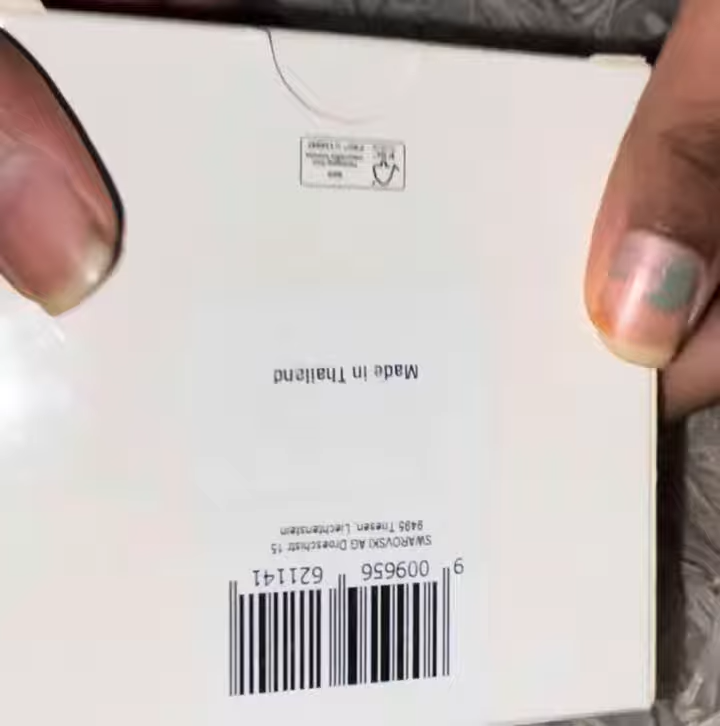 9 009656 621141
SWAROVSKI AG Droeschistr 15
9495 Triesen, Liechtenstein
Made in Thailand